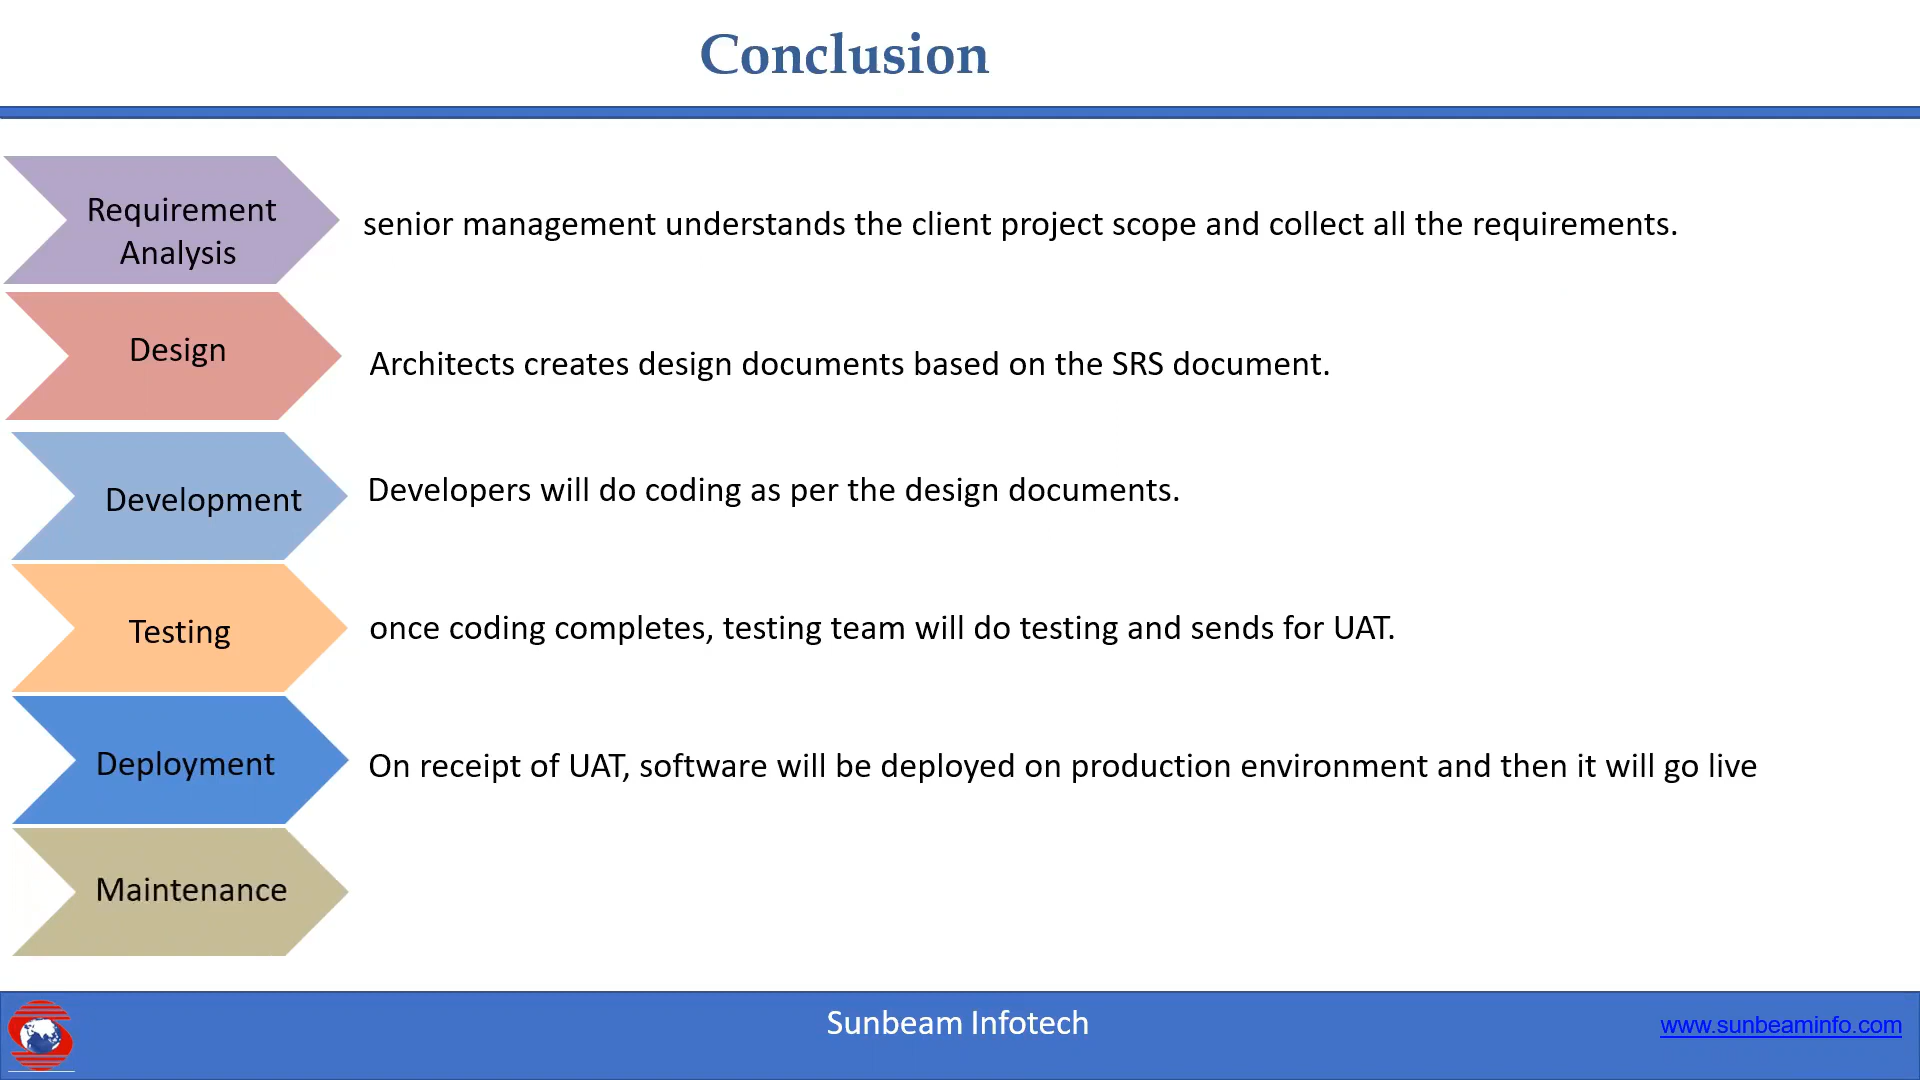 Conclusion
Requirement
Analysis
senior management understands the client project scope and collect all the requirements.
Design
Architects creates design documents based on the SRS document.
Development
Developers will do coding as per the design documents.
Testing
once coding completes, testing team will do testing and sends for UAT.
Deployment
On receipt of UAT, software will be deployed on production environment and then it will go live
Maintenance
Sunbeam Infotech
www.sunbeaminfo.com